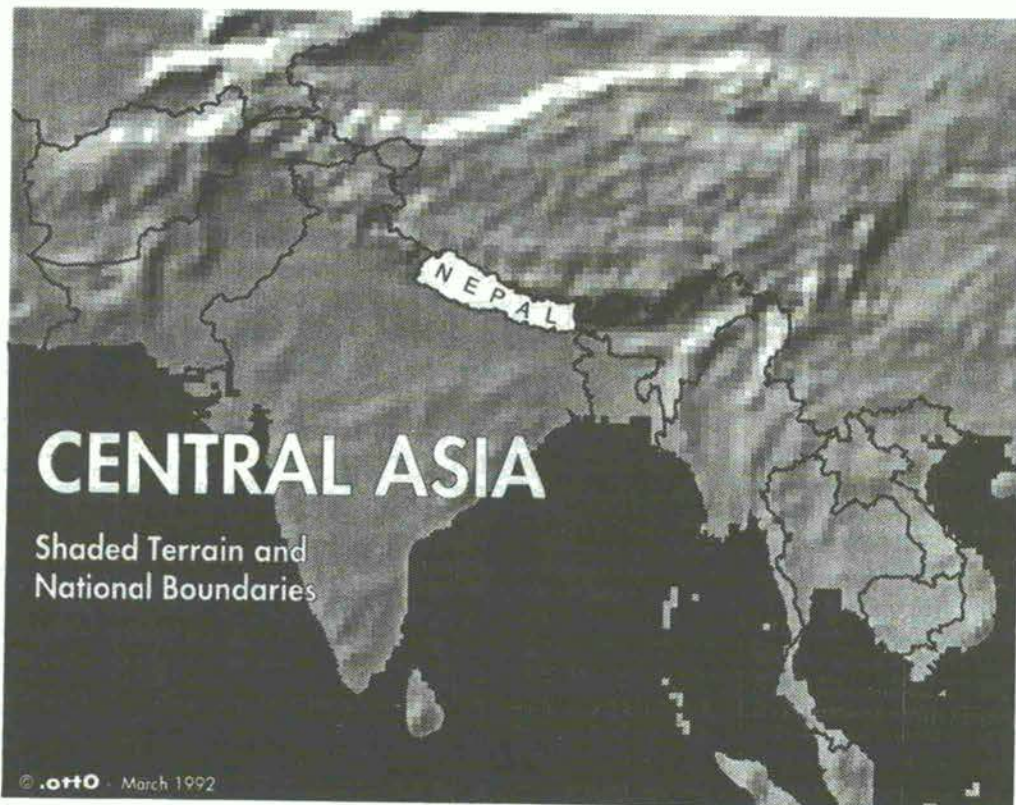 NEPAL
CENTRAL ASIA
Shaded Terrain and
National Boundaries
© .ottO · March 1992